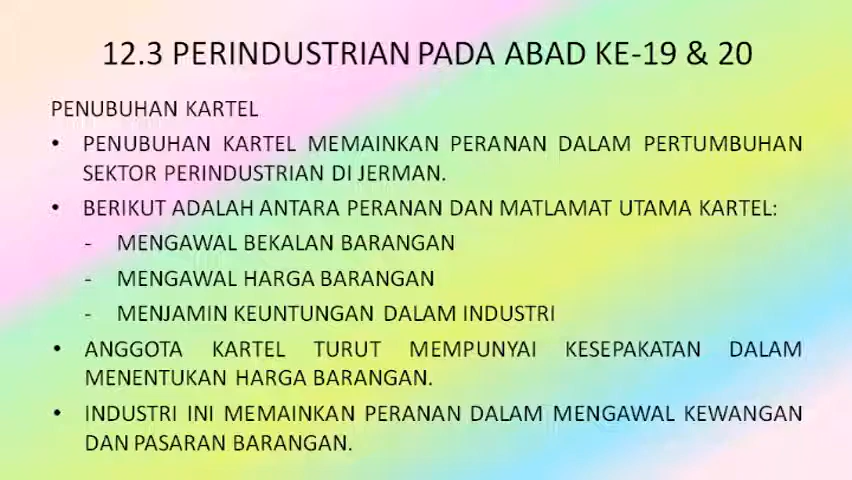 12.3 PERINDUSTRIAN PADA ABAD KE-19 & 20
PENUBUHAN KARTEL
• PENUBUHAN KARTEL MEMAINKAN PERANAN DALAM PERTUMBUHAN
SEKTOR PERINDUSTRIAN DI JERMAN.
• BERIKUT ADALAH ANTARA PERANAN DAN MATLAMAT UTAMA KARTEL:
- MENGAWAL BEKALAN BARANGAN
- MENGAWAL HARGA BARANGAN
- MENJAMIN KEUNTUNGAN DALAM INDUSTRI
• ANGGOTA KARTEL TURUT MEMPUNYAI KESEPAKATAN DALAM
MENENTUKAN HARGA BARANGAN.
• INDUSTRI INI MEMAINKAN PERANAN DALAM MENGAWAL KEWANGAN
DAN PASARAN BARANGAN.